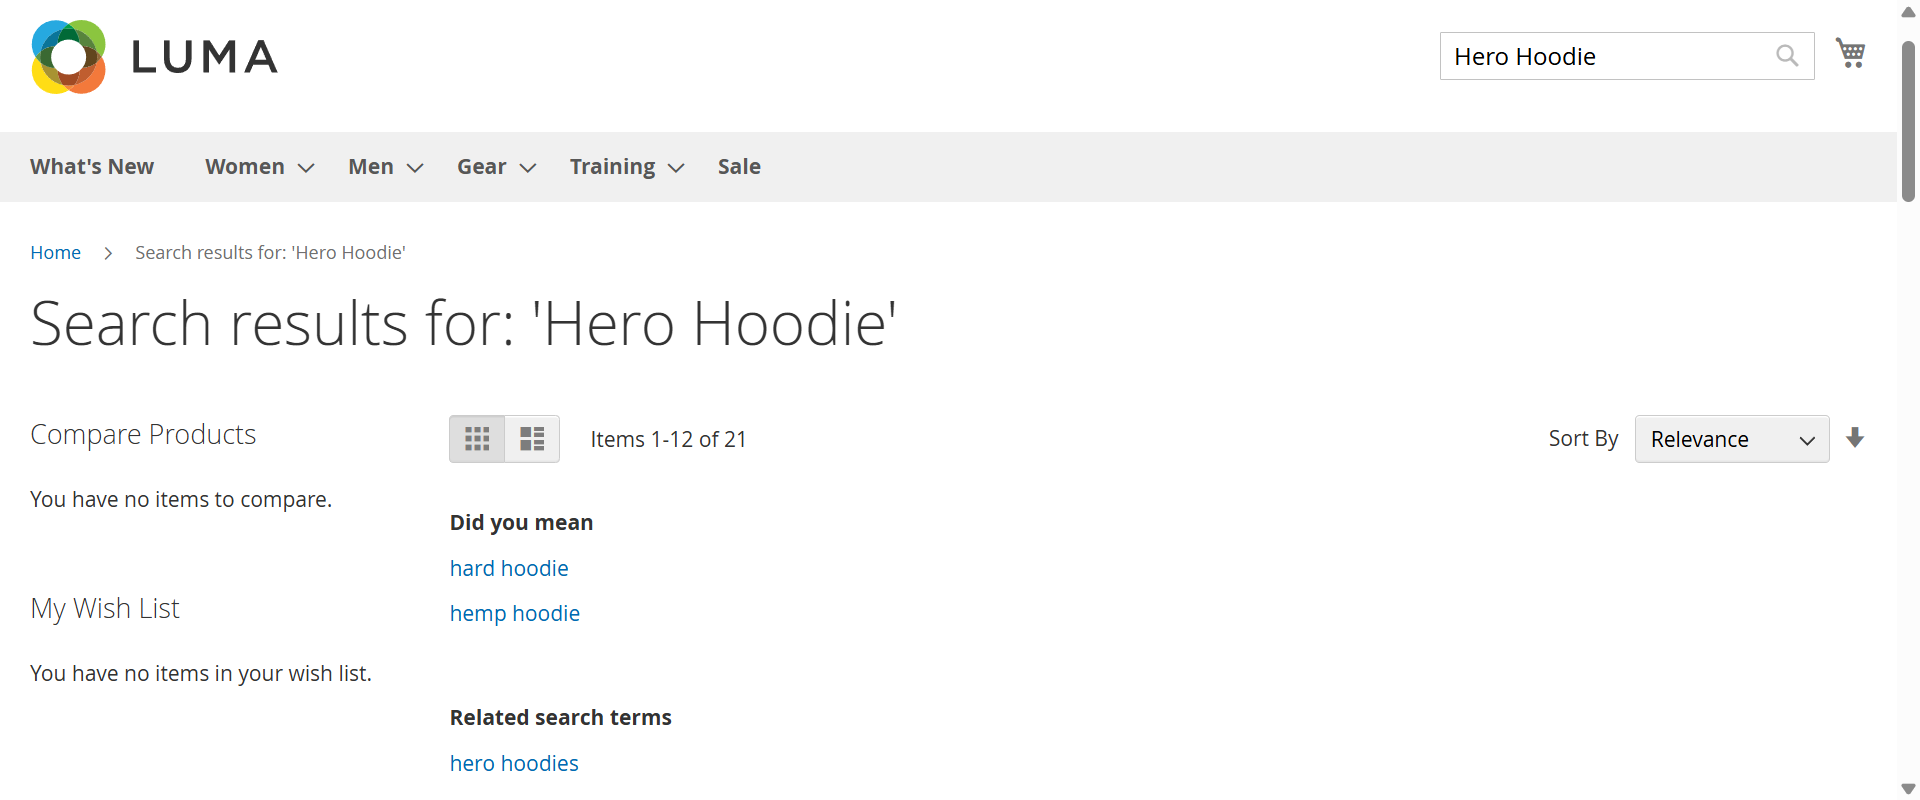 LUMA
Hero Hoodie
What's New Women Men Gear Training Sale
Home Search results for: 'Hero Hoodie'
Search results for: 'Hero Hoodie'
Compare Products
You have no items to compare.
My Wish List
You have no items in your wish list.
Items 1-12 of 21
Sort By Relevance
Did you mean
hard hoodie
hemp hoodie
Related search terms
hero hoodies